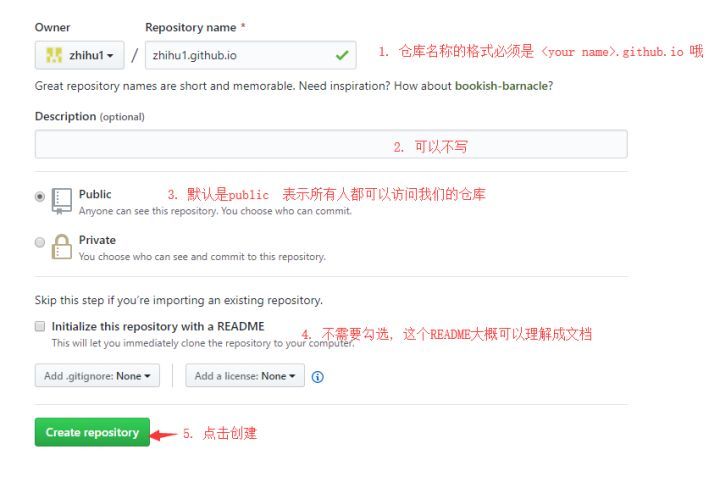 Owner
Repository name *
zhihu1 / zhihu1.github.io
1. 仓库名称的格式必须是 <your name>.github.io 哦
Great repository names are short and memorable. Need inspiration? How about bookish-barnacle?
Description (optional)
2. 可以不写
Public
3. 默认是public 表示所有人都可以访问我们的仓库
Anyone can see this repository. You choose who can commit.
Private
You choose who can see and commit to this repository.
Skip this step if you’re importing an existing repository.
Initialize this repository with a README
4. 不需要勾选, 这个README大概可以理解成文档
This will let you immediately clone the repository to your computer.
Add .gitignore: None
Add a license: None
Create repository
5. 点击创建